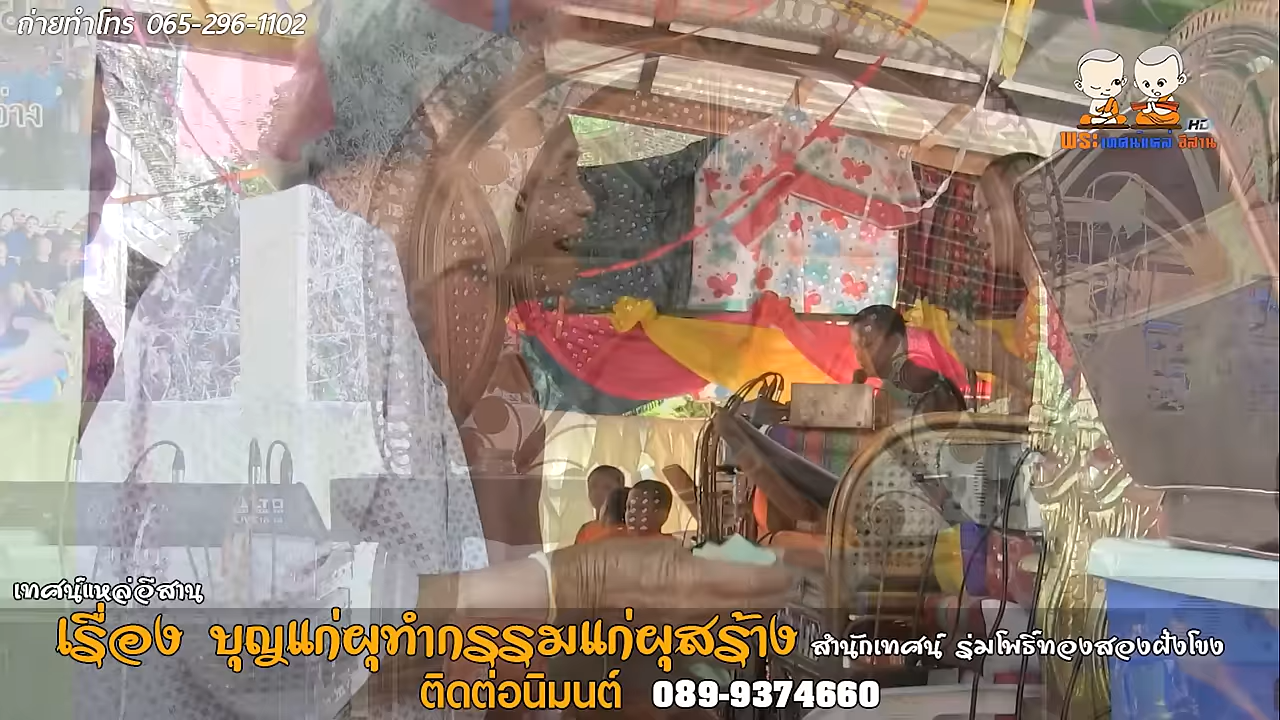 ถ่ายทำโทร 065-296-1102
HD
พระเทศน์แหล่ อีสาน
ALTO
เทศน์แหล่อีสาน
เรื่อง บุญแก่ผุทำกรรมแก่ผุสร้าง สำนักเทศน์ ร่มโพธิ์ทองสองฝั่งโขง
ติดต่อนิมนต์ 089-9374660